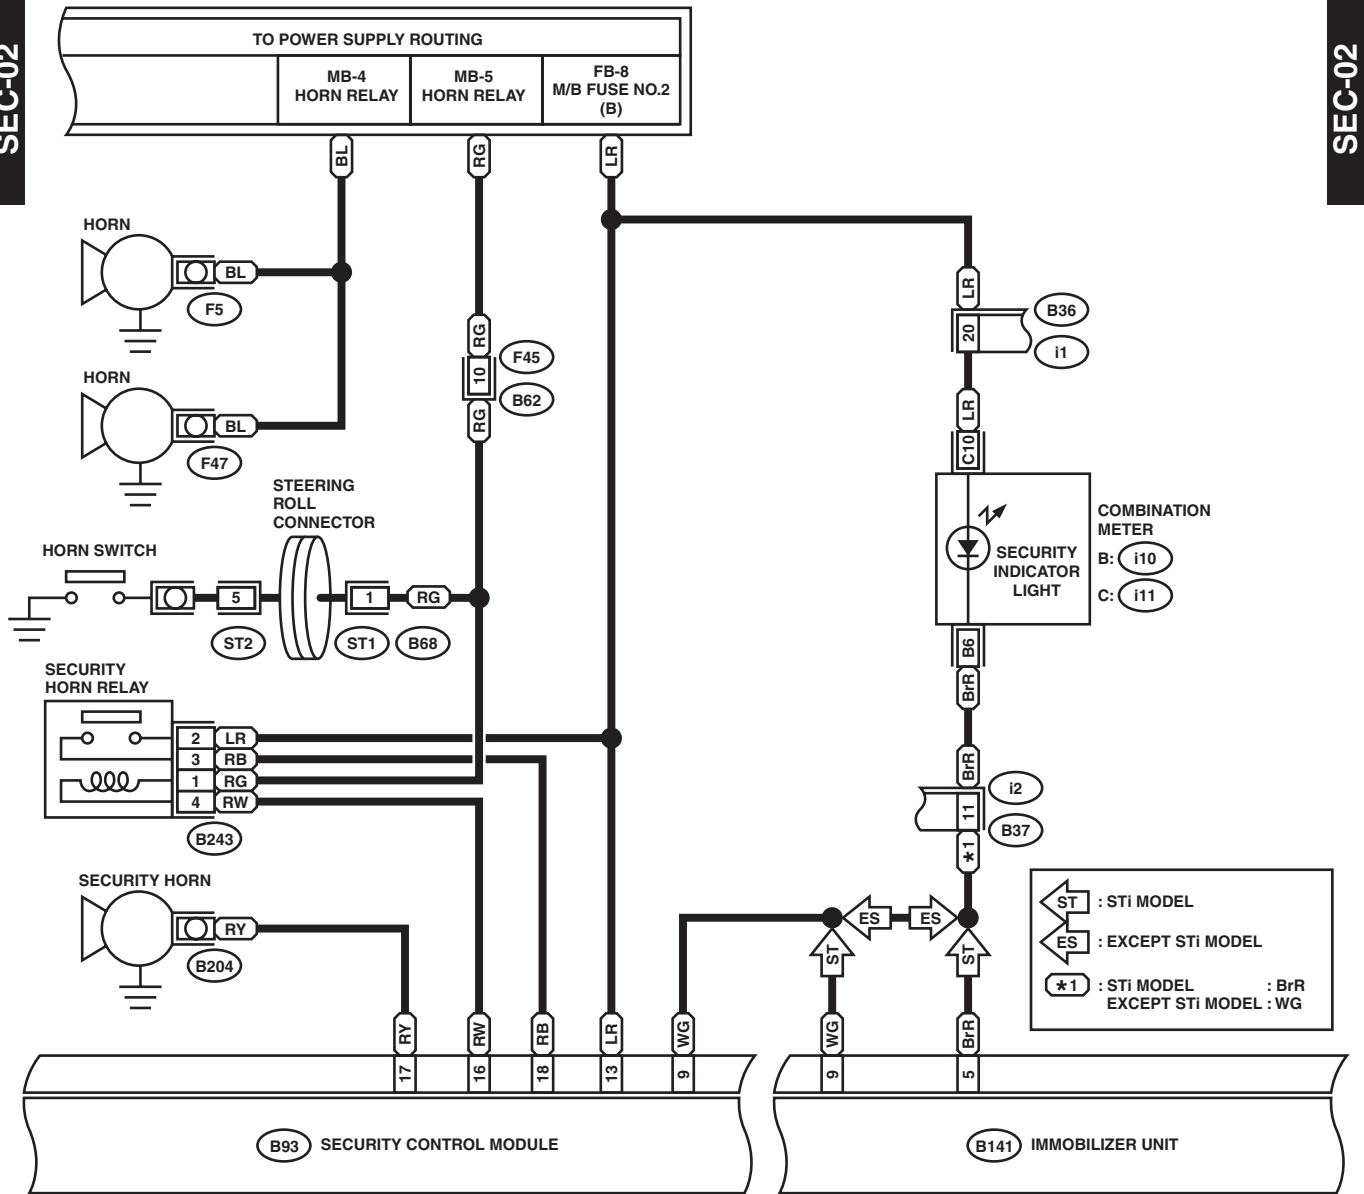 SEC-02
SEC-02
TO POWER SUPPLY ROUTING
MB-4
HORN RELAY
MB-5
HORN RELAY
FB-8
M/B FUSE NO.2
(B)
BL
RG
LR
HORN
BL
F5
HORN
BL
F47
RG
10
RG
F45
B62
LR
20
B36
i1
LR
C10
STEERING
ROLL
CONNECTOR
HORN SWITCH
5
1
RG
ST2
ST1
B68
SECURITY
INDICATOR
LIGHT
COMBINATION
METER
B: i10
C: i11
B6
BrR
SECURITY
HORN RELAY
2 LR
3 RB
1 RG
4 RW
B243
BrR
11
i2
B37
*1
SECURITY HORN
RY
B204
ES
ES
ST
ST
ST : STi MODEL
ES : EXCEPT STi MODEL
*1 : STi MODEL : BrR
EXCEPT STi MODEL : WG
RY
RW
RB
LR
WG
WG
BrR
17
16
18
13
9
9
5
B93 SECURITY CONTROL MODULE
B141 IMMOBILIZER UNIT